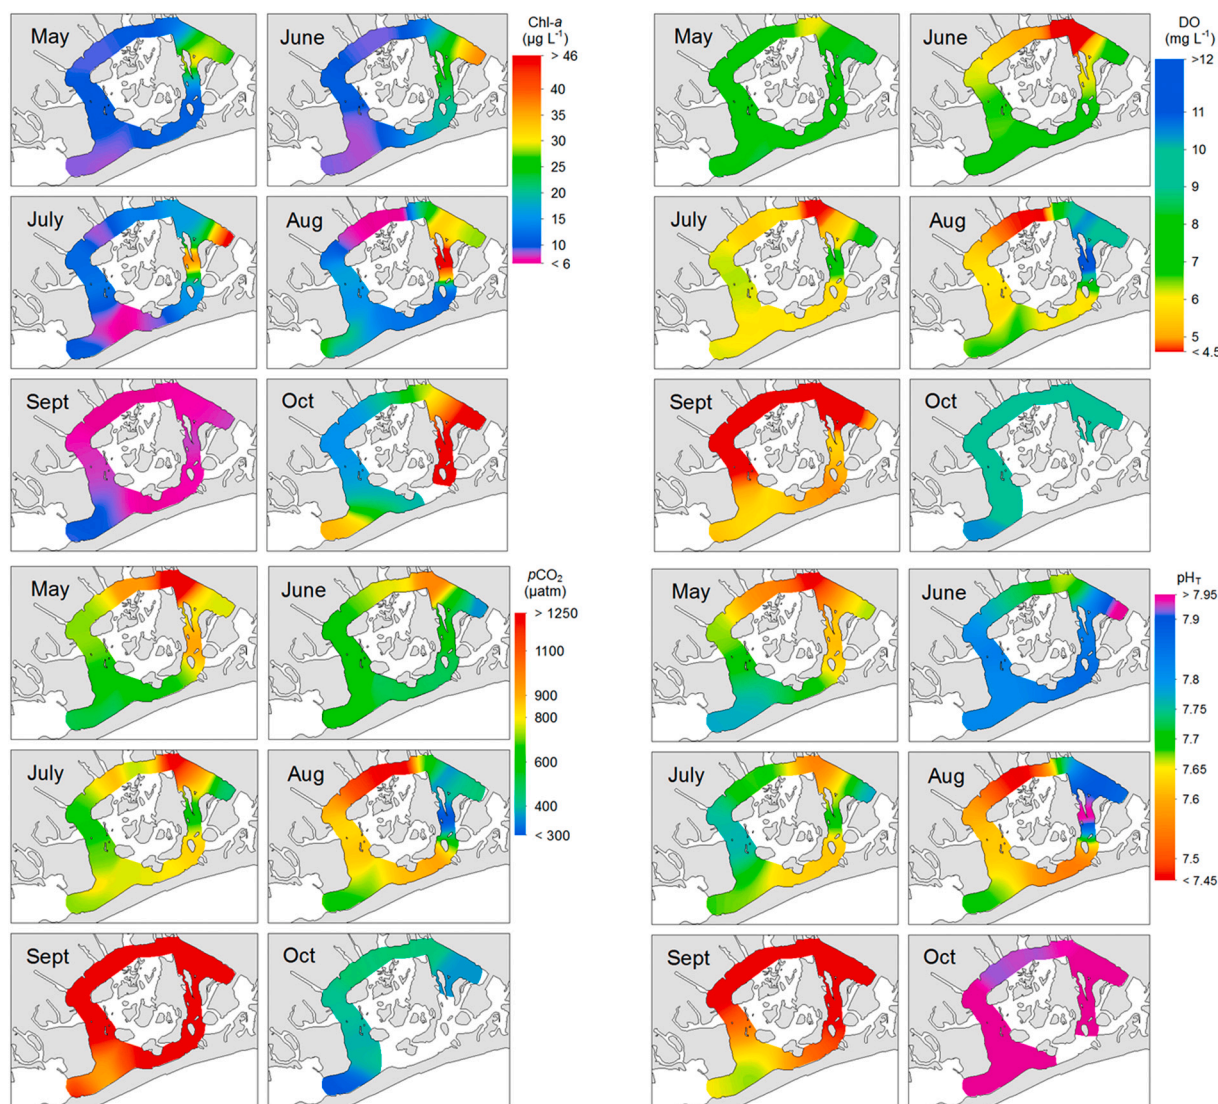 May
June
Chl-a
(µg L⁻¹)
> 46
40
35
30
25
20
15
10
< 6
July
Aug
Sept
Oct
May
June
DO
(mg L⁻¹)
>12
11
10
9
8
7
6
5
< 4.5
July
Aug
Sept
Oct
May
June
pCO₂
(µatm)
> 1250
1100
900
800
600
400
< 300
July
Aug
Sept
Oct
May
June
pH_T
> 7.95
7.9
7.8
7.75
7.7
7.65
7.6
7.5
< 7.45
July
Aug
Sept
Oct